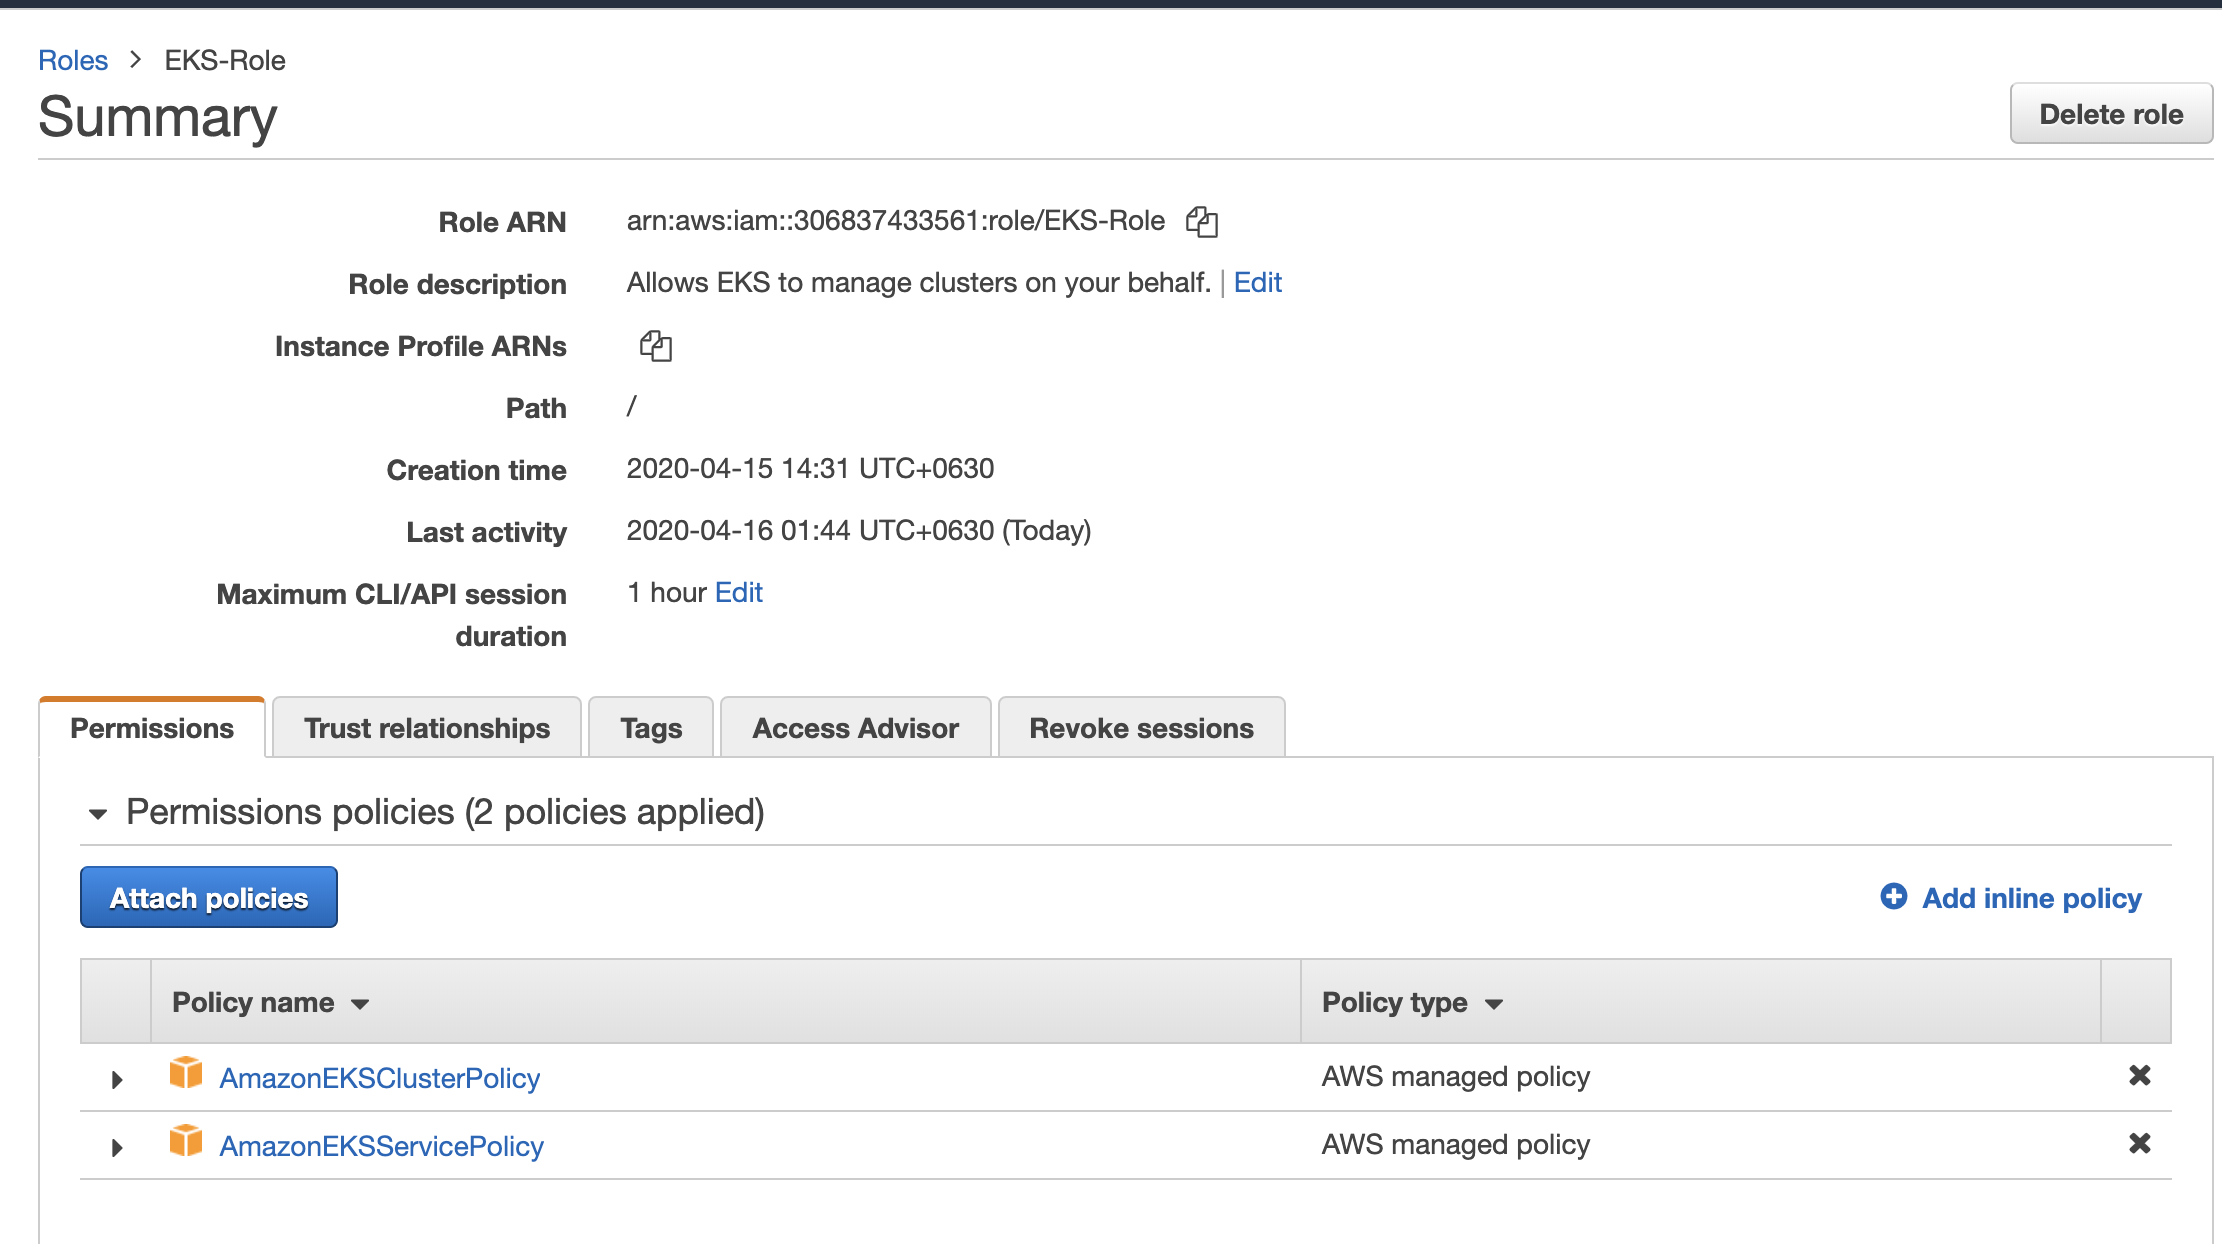 Roles > EKS-Role
Summary
Delete role
Role ARN arn:aws:iam::306837433561:role/EKS-Role
Role description Allows EKS to manage clusters on your behalf. | Edit
Instance Profile ARNs
Path /
Creation time 2020-04-15 14:31 UTC+0630
Last activity 2020-04-16 01:44 UTC+0630 (Today)
Maximum CLI/API session 1 hour Edit
duration
Permissions Trust relationships Tags Access Advisor Revoke sessions
Permissions policies (2 policies applied)
Attach policies Add inline policy
Policy name Policy type
AmazonEKSClusterPolicy AWS managed policy
AmazonEKSServicePolicy AWS managed policy